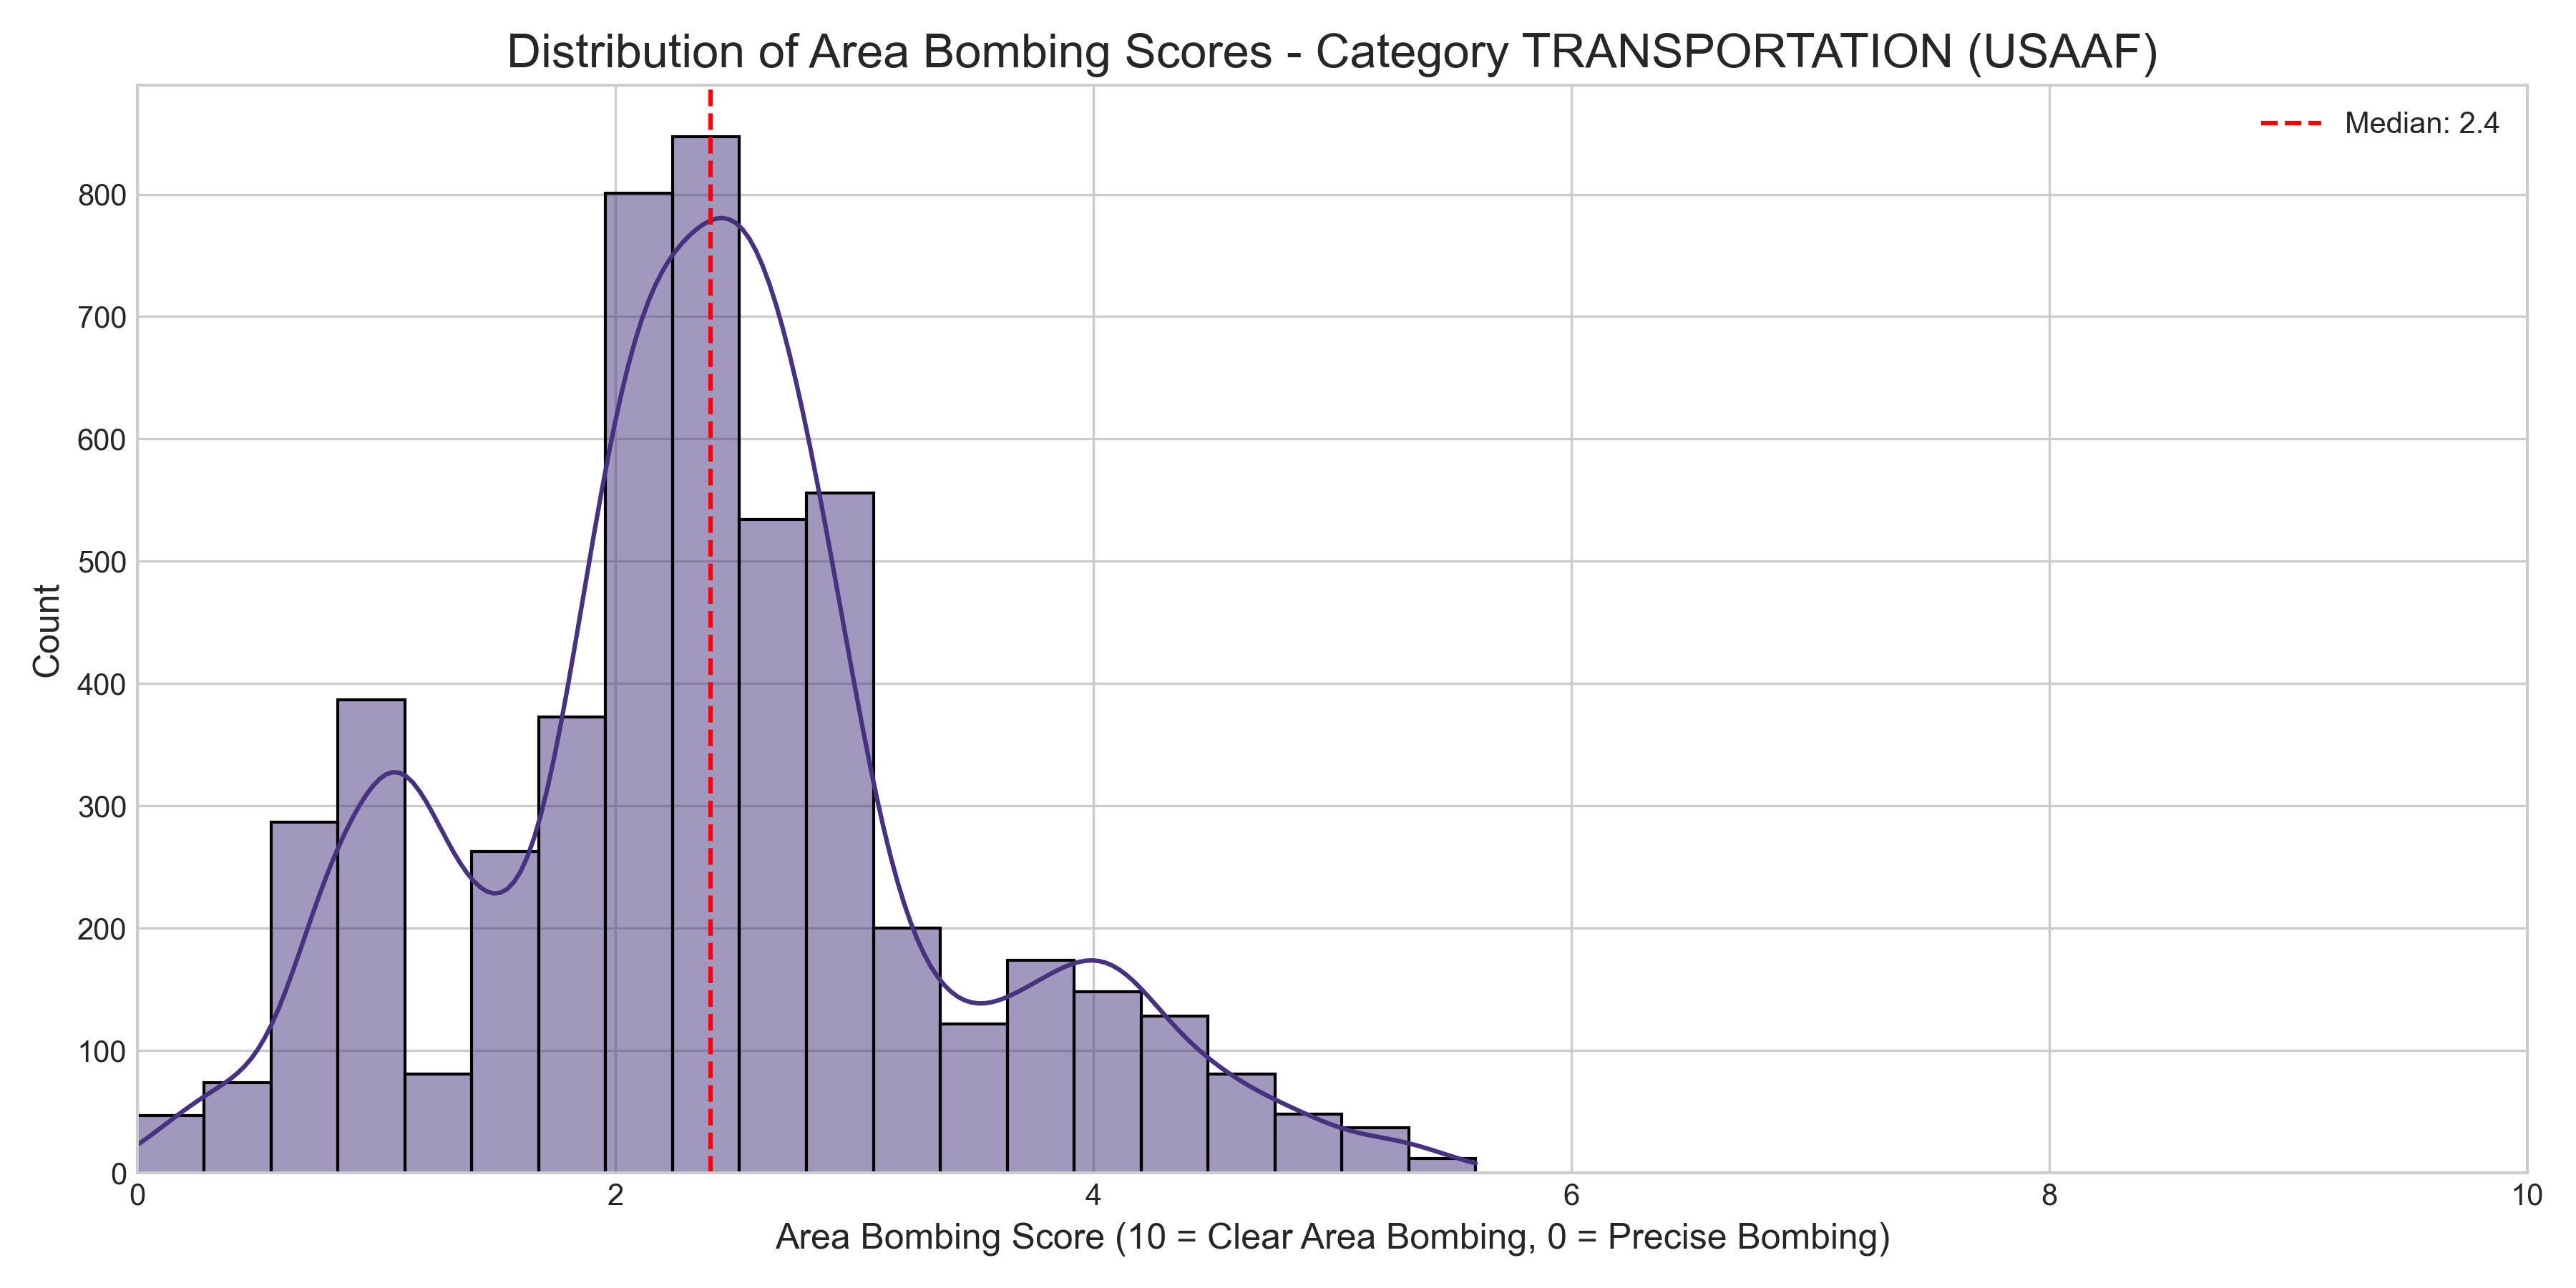 Distribution of Area Bombing Scores - Category TRANSPORTATION (USAAF)
Median: 2.4
800
700
600
500
400
300
200
100
0
Count
0 2 4 6 8 10
Area Bombing Score (10 = Clear Area Bombing, 0 = Precise Bombing)